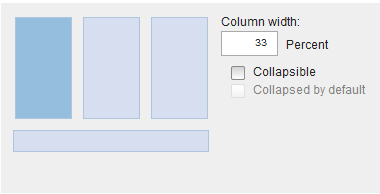 Column width:
33 Percent
Collapsible
Collapsed by default